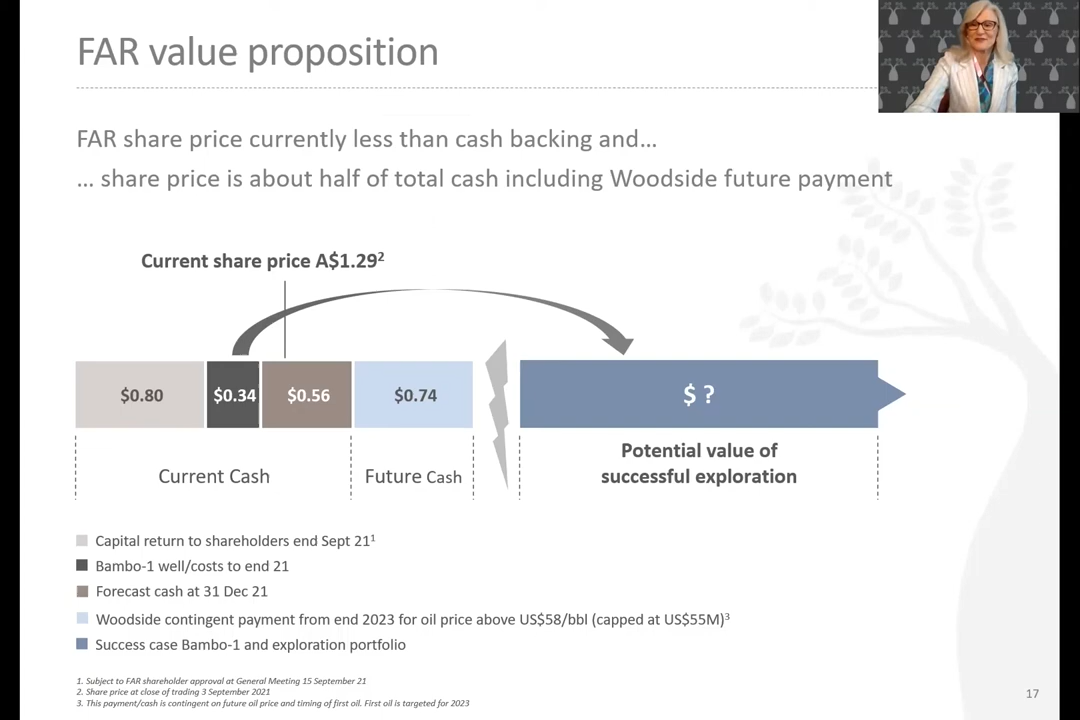 FAR value proposition
FAR share price currently less than cash backing and…
… share price is about half of total cash including Woodside future payment
Current share price A$1.29²
$0.80
$0.34
$0.56
$0.74
$ ?
Current Cash
Future Cash
Potential value of
successful exploration
Capital return to shareholders end Sept 21¹
Bambo-1 well/costs to end 21
Forecast cash at 31 Dec 21
Woodside contingent payment from end 2023 for oil price above US$58/bbl (capped at US$55M)³
Success case Bambo-1 and exploration portfolio
1. Subject to FAR shareholder approval at General Meeting 15 September 21
2. Share price at close of trading 3 September 2021
3. This payment/cash is contingent on future oil price and timing of first oil. First oil is targeted for 2023
17